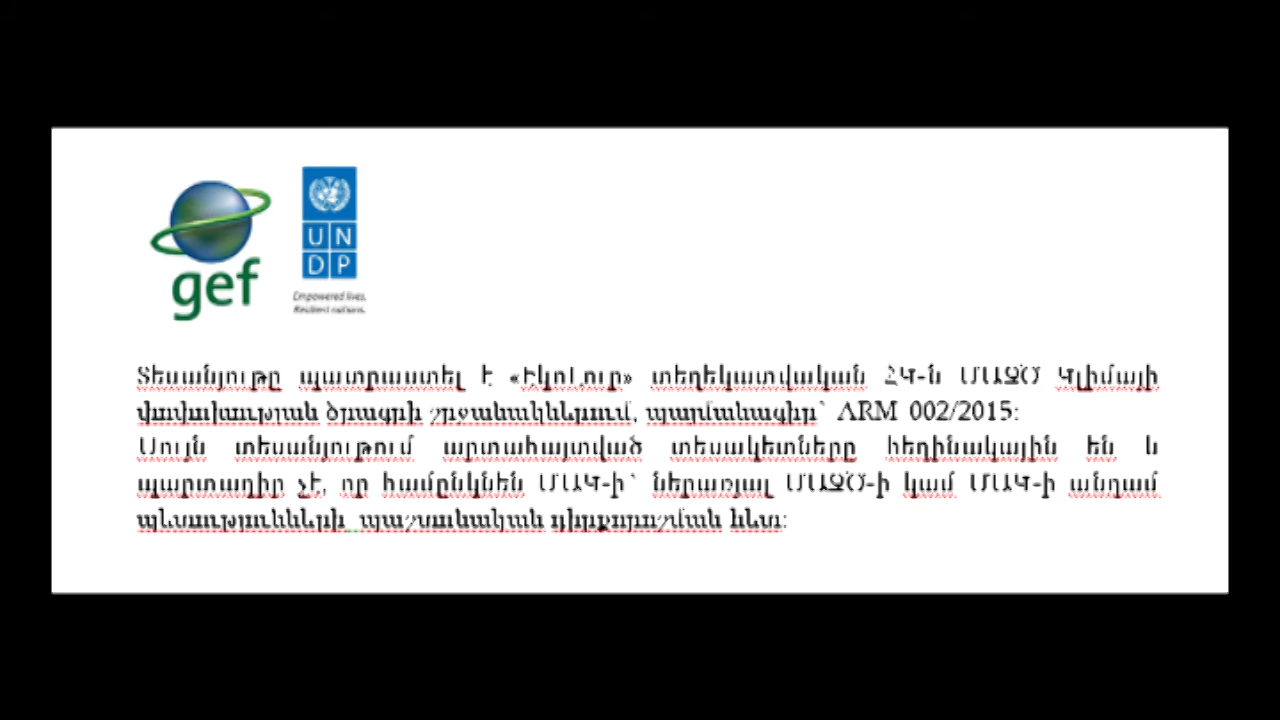 gef
UN
DP
Empowered lives.
Resilient nations.
Տեսանյութը պատրաստել է «ԷկոԼուր» տեղեկատվական ՀԿ-ն ՄԱԶԾ Կլիմայի
փոփոխության ծրագրի շրջանակներում, պարմանագիր՝ ARM 002/2015:
Սույն տեսանյութում արտահայտված տեսակետները հեղինակային են և
պարտադիր չէ, որ համընկնեն ՄԱԿ-ի՝ ներառյալ ՄԱԶԾ-ի կամ ՄԱԿ-ի անդամ
պետությունների պաշտոնական դիրքորոշման հետ: